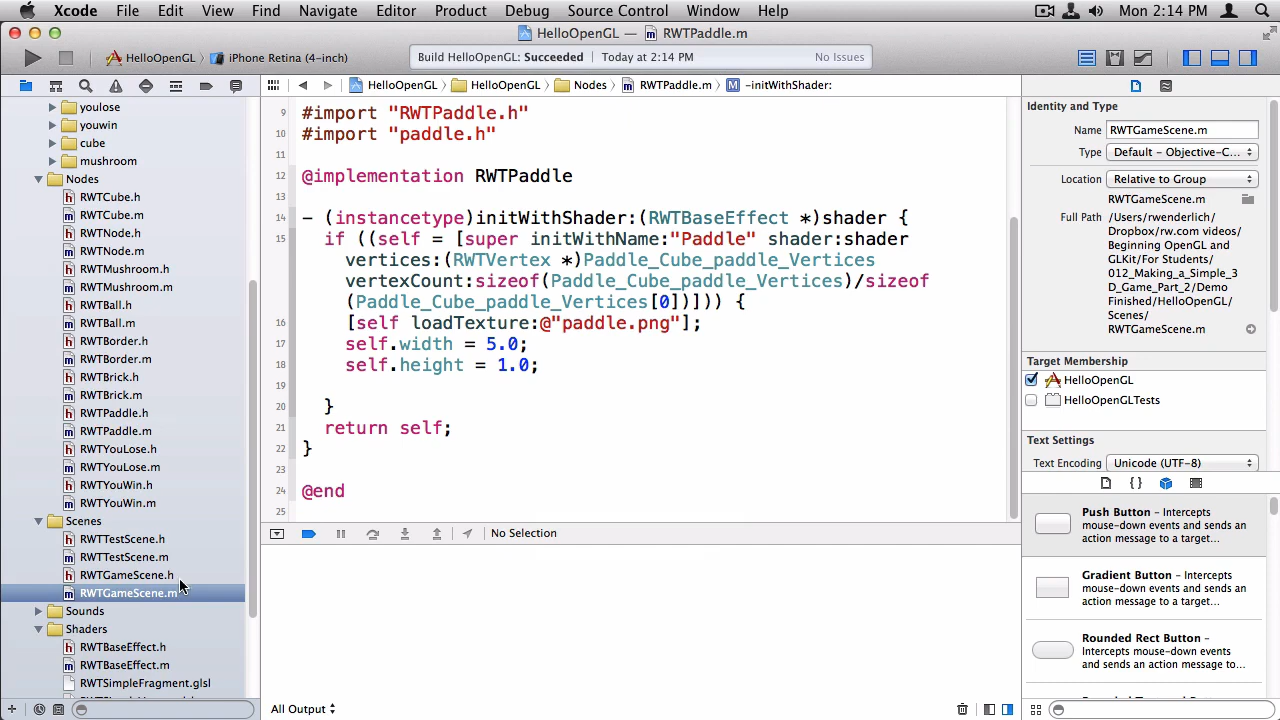 Xcode File Edit View Find Navigate Editor Product Debug Source Control Window Help Mon 2:14 PM
HelloOpenGL — RWTPaddle.m
HelloOpenGL iPhone Retina (4-inch) Build HelloOpenGL: Succeeded Today at 2:14 PM No Issues
HelloOpenGL HelloOpenGL Nodes RWTPaddle.m M -initWithShader:
youlose
youwin
cube
mushroom
Nodes
h RWTCube.h
m RWTCube.m
h RWTNode.h
m RWTNode.m
h RWTMushroom.h
m RWTMushroom.m
h RWTBall.h
m RWTBall.m
h RWTBorder.h
m RWTBorder.m
h RWTBrick.h
m RWTBrick.m
h RWTPaddle.h
m RWTPaddle.m
h RWTYouLose.h
m RWTYouLose.m
h RWTYouWin.h
m RWTYouWin.m
Scenes
h RWTTestScene.h
m RWTTestScene.m
h RWTGameScene.h
m RWTGameScene.m
Sounds
Shaders
h RWTBaseEffect.h
m RWTBaseEffect.m
RWTSimpleFragment.glsl
9 #import "RWTPaddle.h"
10 #import "paddle.h"
11
12 @implementation RWTPaddle
13
14 - (instancetype)initWithShader:(RWTBaseEffect *)shader {
15 if ((self = [super initWithName:"Paddle" shader:shader
vertices:(RWTVertex *)Paddle_Cube_paddle_Vertices
vertexCount:sizeof(Paddle_Cube_paddle_Vertices)/sizeof
(Paddle_Cube_paddle_Vertices[0])])) {
16 [self loadTexture:@"paddle.png"];
17 self.width = 5.0;
18 self.height = 1.0;
19
20 }
21 return self;
22 }
23
24 @end
25
No Selection
All Output
Identity and Type
Name RWTGameScene.m
Type Default - Objective-C...
Location Relative to Group
RWTGameScene.m
Full Path /Users/rwenderlich/
Dropbox/rw.com videos/
Beginning OpenGL and
GLKit/For Students/
012_Making_a_Simple_3
D_Game_Part_2/Demo
Finished/HelloOpenGL/
Scenes/
RWTGameScene.m
Target Membership
HelloOpenGL
HelloOpenGLTests
Text Settings
Text Encoding Unicode (UTF-8)
{ }
Push Button - Intercepts
mouse-down events and sends an
action message to a target...
Gradient Button - Intercepts
mouse-down events and sends an
action message to a target...
Rounded Rect Button -
Intercepts mouse-down events
and sends an action message to...